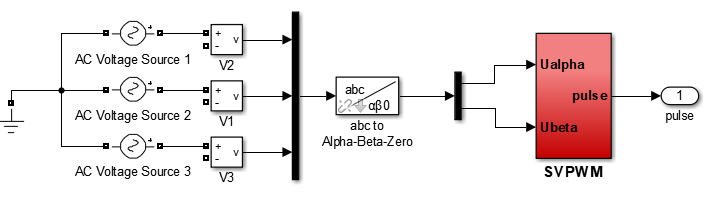 +
-
v
AC Voltage Source 1
V2
+
-
v
AC Voltage Source 2
V1
+
-
v
AC Voltage Source 3
V3
abc
αβ0
abc to
Alpha-Beta-Zero
Ualpha
pulse
Ubeta
SVPWM
1
pulse